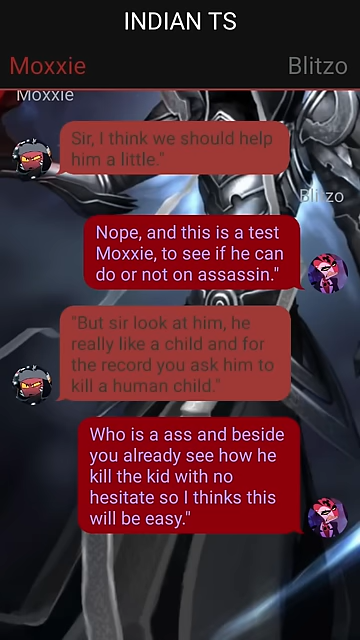 INDIAN TS
Moxxie Blitzo
Moxxie
Sir, I think we should help
him a little."
Blitzo
Nope, and this is a test
Moxxie, to see if he can
do or not on assassin."
"But sir look at him, he
really like a child and for
the record you ask him to
kill a human child."
Who is a ass and beside
you already see how he
kill the kid with no
hesitate so I thinks this
will be easy."